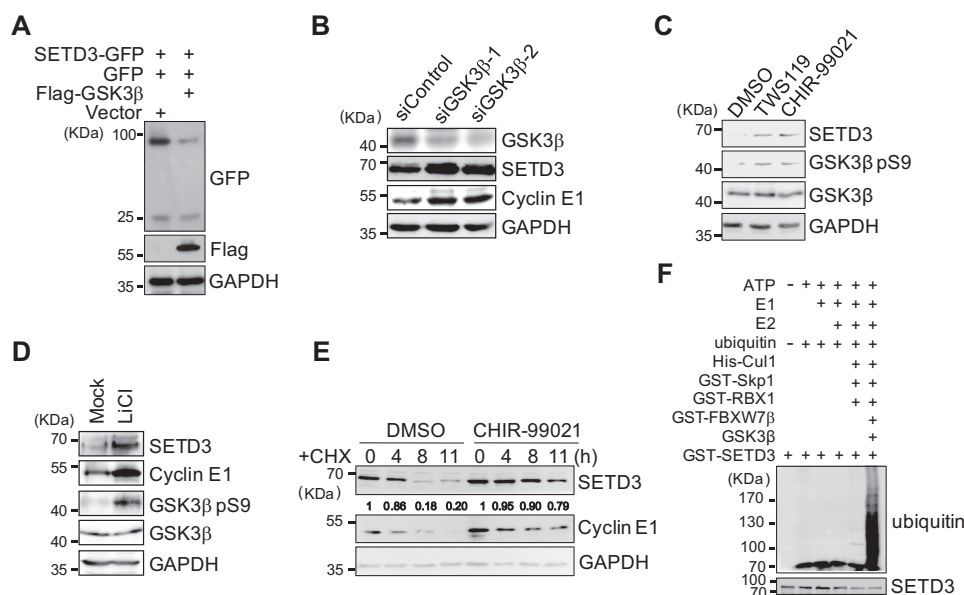 A
SETD3-GFP + +
GFP + +
Flag-GSK3β +
Vector +
(KDa)
100
GFP
25
55
Flag
35
GAPDH
B
siControl
siGSK3β-1
siGSK3β-2
(KDa)
40
GSK3β
70
SETD3
55
Cyclin E1
35
GAPDH
C
DMSO
TWS119
CHIR-99021
(KDa)
70
SETD3
40
GSK3β pS9
40
GSK3β
35
GAPDH
D
Mock
LiCl
(KDa)
70
SETD3
55
Cyclin E1
40
GSK3β pS9
40
GSK3β
35
GAPDH
E
DMSO CHIR-99021
+CHX 0 4 8 11 0 4 8 11 (h)
70
SETD3
(KDa)
1 0.86 0.18 0.20 1 0.95 0.90 0.79
55
Cyclin E1
35
GAPDH
F
ATP - + + + + +
E1 + + + +
E2 + + +
ubiquitin - + + + + +
His-Cul1 + +
GST-Skp1 + +
GST-RBX1 + +
GST-FBXW7β +
GSK3β +
GST-SETD3 + + + + + +
(KDa)
170
130
ubiquitin
100
70
100
70
SETD3